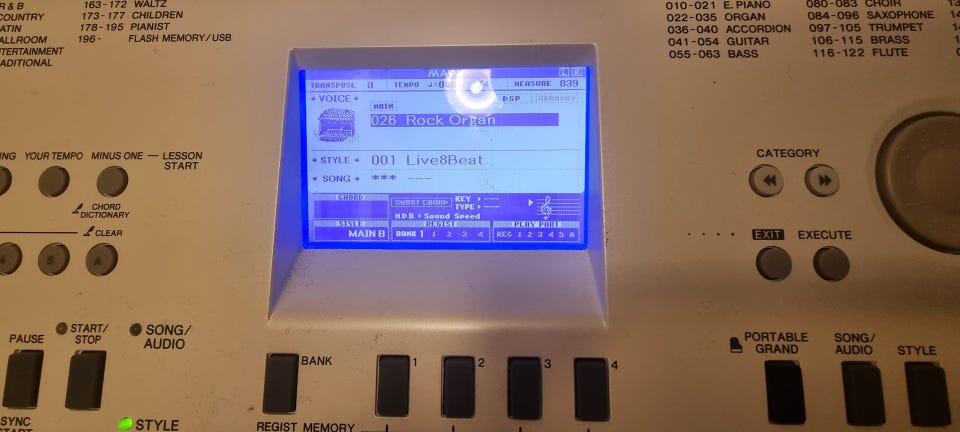 & B
COUNTRY
ATIN
ALLROOM
ENTERTAINMENT
ADITIONAL
163-172 WALTZ
173-177 CHILDREN
178-195 PIANIST
196- FLASH MEMORY/USB
010-021 E. PIANO
022-035 ORGAN
036-040 ACCORDION
041-054 GUITAR
055-063 BASS
080-083 CHOIR
084-096 SAXOPHONE
097-105 TRUMPET
106-115 BRASS
116-122 FLUTE
TRANSPOSE 0 TEMPO MEASURE 839
VOICE
DSP HARMONY
MAIN
026 Rock Organ
STYLE 001 Live8Beat
SONG *** ---
CHORD
SMART CHORD KEY ---
TYPE ---
H.D.B. Sound Speed
STYLE REGIST PLAY PART
MAIN B BANK 1 1 2 3 4 REG 1 2 3 4 5 A
YOUR TEMPO MINUS ONE LESSON START
CHORD DICTIONARY
CLEAR
CATEGORY
EXIT EXECUTE
PAUSE
START/STOP
SONG/AUDIO
BANK
1
2
3
4
PORTABLE GRAND
SONG/AUDIO
STYLE
STYLE
REGIST MEMORY